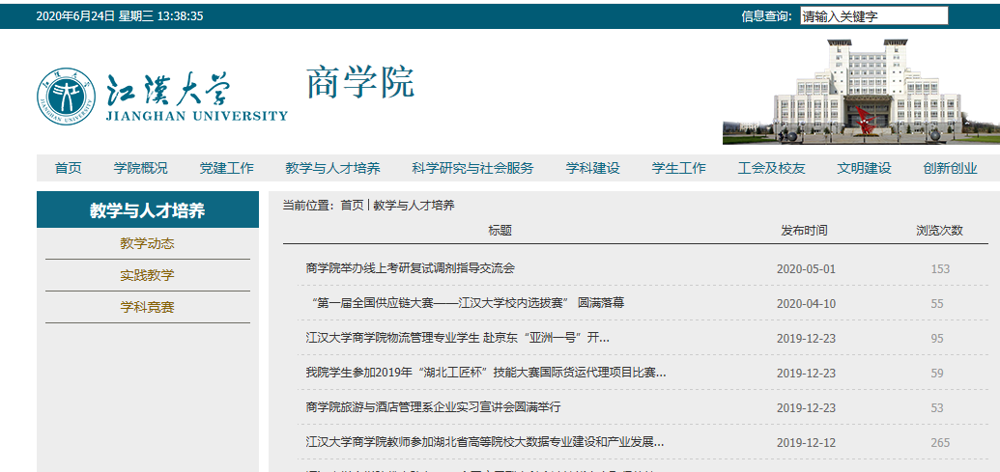 2020年6月24日 星期三 13:38:35 信息查询: 请输入关键字
江漢大学 商学院
JIANGHAN UNIVERSITY
首页 学院概况 党建工作 教学与人才培养 科学研究与社会服务 学科建设 学生工作 工会及校友 文明建设 创新创业
教学与人才培养
教学动态
实践教学
学科竟赛
当前位置：首页 | 教学与人才培养
标题 发布时间 浏览次数
商学院举办线上考研复试调剂指导交流会 2020-05-01 153
“第一届全国供应链大赛——江汉大学校内选拔赛” 圆满落幕 2020-04-10 55
江汉大学商学院物流管理专业学生 赴京东“亚洲一号”开... 2019-12-23 95
我院学生参加2019年“湖北工匠杯”技能大赛国际货运代理项目比赛... 2019-12-23 59
商学院旅游与酒店管理系企业实习宣讲会圆满举行 2019-12-23 53
江汉大学商学院教师参加湖北省高等院校大数据专业建设和产业发展... 2019-12-12 265